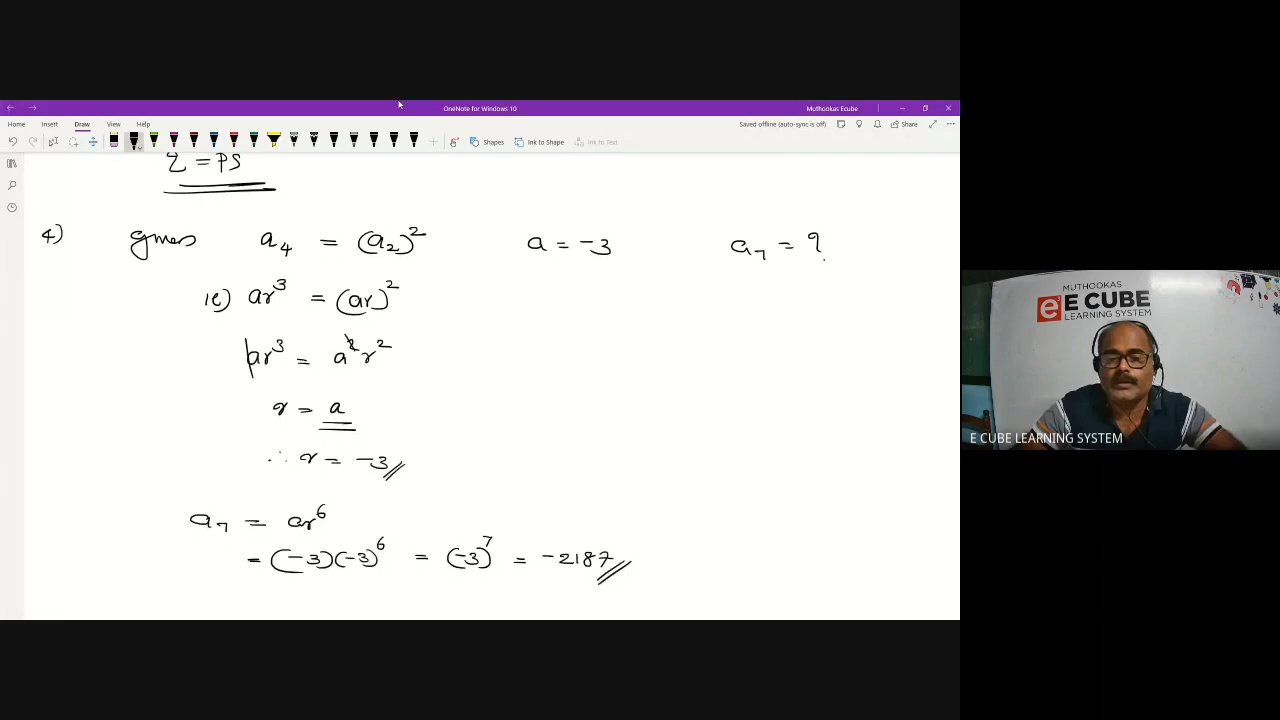 OneNote for Windows 10
Muthookas Ecube
Home Insert Draw View Help
Saved offline (auto-sync is off) Share
Shapes Ink to Shape Ink to Text
q² = PS
4) given a₄ = (a₂)² a = -3 a₇ = ?
ie) ar³ = (ar)²
ar³ = a²r²
r = a
∴ r = -3
a₇ = ar⁶
= (-3)(-3)⁶ = (-3)⁷ = -2187
MUTHOOKAS
e³ E CUBE
LEARNING SYSTEM
E CUBE LEARNING SYSTEM